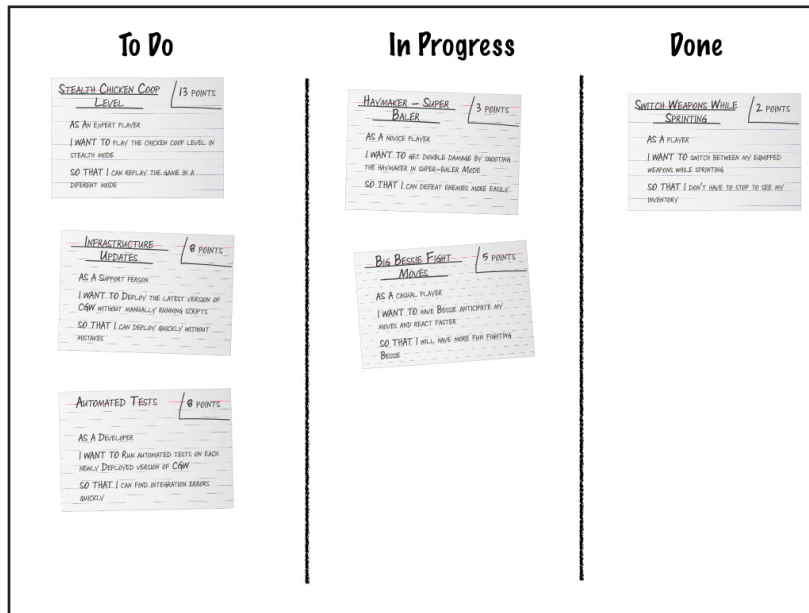 To Do
STEALTH CHICKEN COOP
LEVEL
13 POINTS
AS AN EXPERT PLAYER
I WANT TO PLAY THE CHICKEN COOP LEVEL IN
STEALTH MODE
SO THAT I CAN REPLAY THE GAME IN A
DIFERENT MODE
INFRASTRUCTURE
UPDATES
8 POINTS
AS A SUPPORT PERSON
I WANT TO DEPLOY THE LATEST VERSION OF
CGW WITHOUT MANUALLY RUNNING SCRIPTS
SO THAT I CAN DEPLOY QUICKLY WITHOUT
MISTAKES
AUTOMATED TESTS
8 POINTS
AS A DEVELOPER
I WANT TO RUN AUTOMATED TESTS ON EACH
NEWLY DEPLOYED VERSION OF CGW
SO THAT I CAN FIND INTEGRATION ERRORS
QUICKLY
In Progress
HAYMAKER – SUPER
BALER
3 POINTS
AS A NOVICE PLAYER
I WANT TO GET DOUBLE DAMAGE BY SHOOTING
THE HAYMAKER IN SUPER-BALER MODE
SO THAT I CAN DEFEAT ENEMIES MORE EASILY
BIG BESSIE FIGHT
MOVES
5 POINTS
AS A CASUAL PLAYER
I WANT TO HAVE BESSIE ANTICIPATE MY
MOVES AND REACT FASTER
SO THAT I WILL HAVE MORE FUN FIGHTING
BESSIE
Done
SWITCH WEAPONS WHILE
SPRINTING
2 POINTS
AS A PLAYER
I WANT TO SWITCH BETWEEN MY EQUIPPED
WEAPONS WHILE SPRINTING
SO THAT I DON'T HAVE TO STOP TO SEE MY
INVENTORY